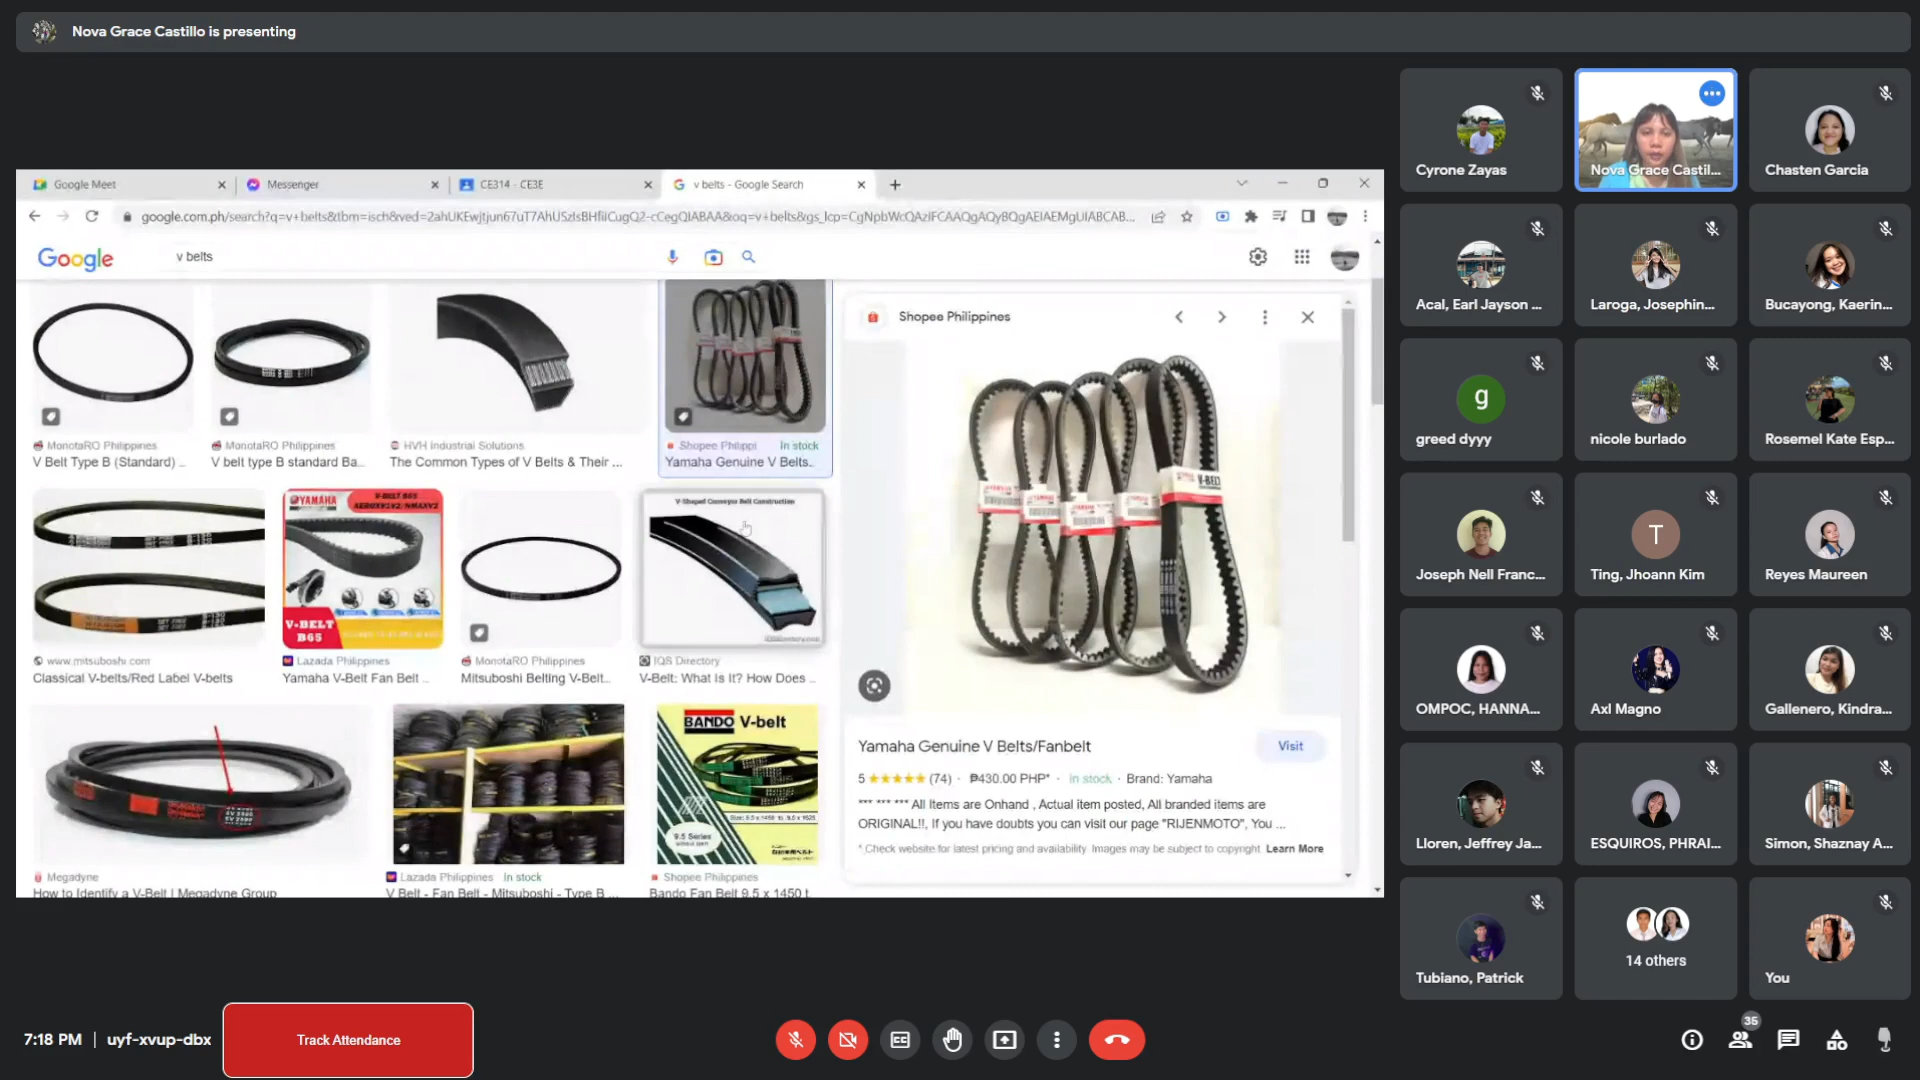 Nova Grace Castillo is presenting
Google Meet
Messenger
CE314 - CE3E
v belts - Google Search
Google
v belts
MonotaRO Philippines
V Belt Type B (Standard) ...
MonotaRO Philippines
V belt type B standard Ba...
HVH Industrial Solutions
The Common Types of V Belts & Their ...
Shopee Philippi
In stock
Yamaha Genuine V Belts...
www.mitsuboshi.com
Classical V-belts/Red Label V-belts
YAMAHA
V-BELT B65
V-BELT
B65
Lazada Philippines
Yamaha V-Belt Fan Belt ...
MonotaRO Philippines
Mitsuboshi Belting V-Belt...
V-Shaped Conveyor Belt Construction
IQS Directory
V-Belt: What Is It? How Does ...
Megadyne
How to Identify a V-Belt | Megadyne Group
Lazada Philippines
In stock
V Belt - Fan Belt - Mitsuboshi - Type B ...
BANDO V-belt
9.5 Series
Shopee Philippines
Bando Fan Belt 9.5 x 1450 t
Shopee Philippines
V-BELT
Yamaha Genuine V Belts/Fanbelt
Visit
5 ★★★★★ (74) · ₱430.00 PHP* · In stock · Brand: Yamaha
*** *** *** All Items are Onhand , Actual item posted, All branded items are
ORIGINAL!!, If you have doubts you can visit our page "RIJENMOTO", You ...
* Check website for latest pricing and availability. Images may be subject to copyright. Learn More
Cyrone Zayas
Nova Grace Castil...
Chasten Garcia
Acal, Earl Jayson ...
Laroga, Josephin...
Bucayong, Kaerin...
g
greed dyyy
nicole burlado
Rosemel Kate Esp...
Joseph Nell Franc...
T
Ting, Jhoann Kim
Reyes Maureen
OMPOC, HANNA...
Axl Magno
Gallenero, Kindra...
Lloren, Jeffrey Ja...
ESQUIROS, PHRAI...
Simon, Shaznay A...
Tubiano, Patrick
14 others
You
7:18 PM | uyf-xvup-dbx
Track Attendance
35